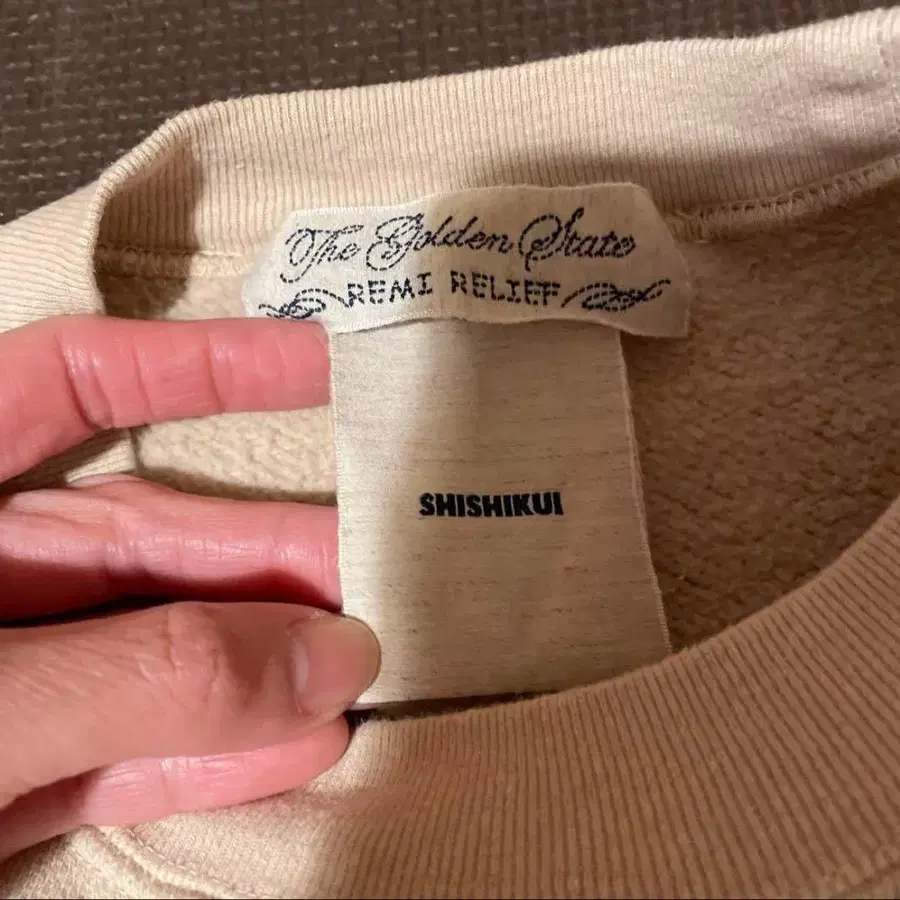 The Golden State
REMI RELIEF
SHISHIKUI